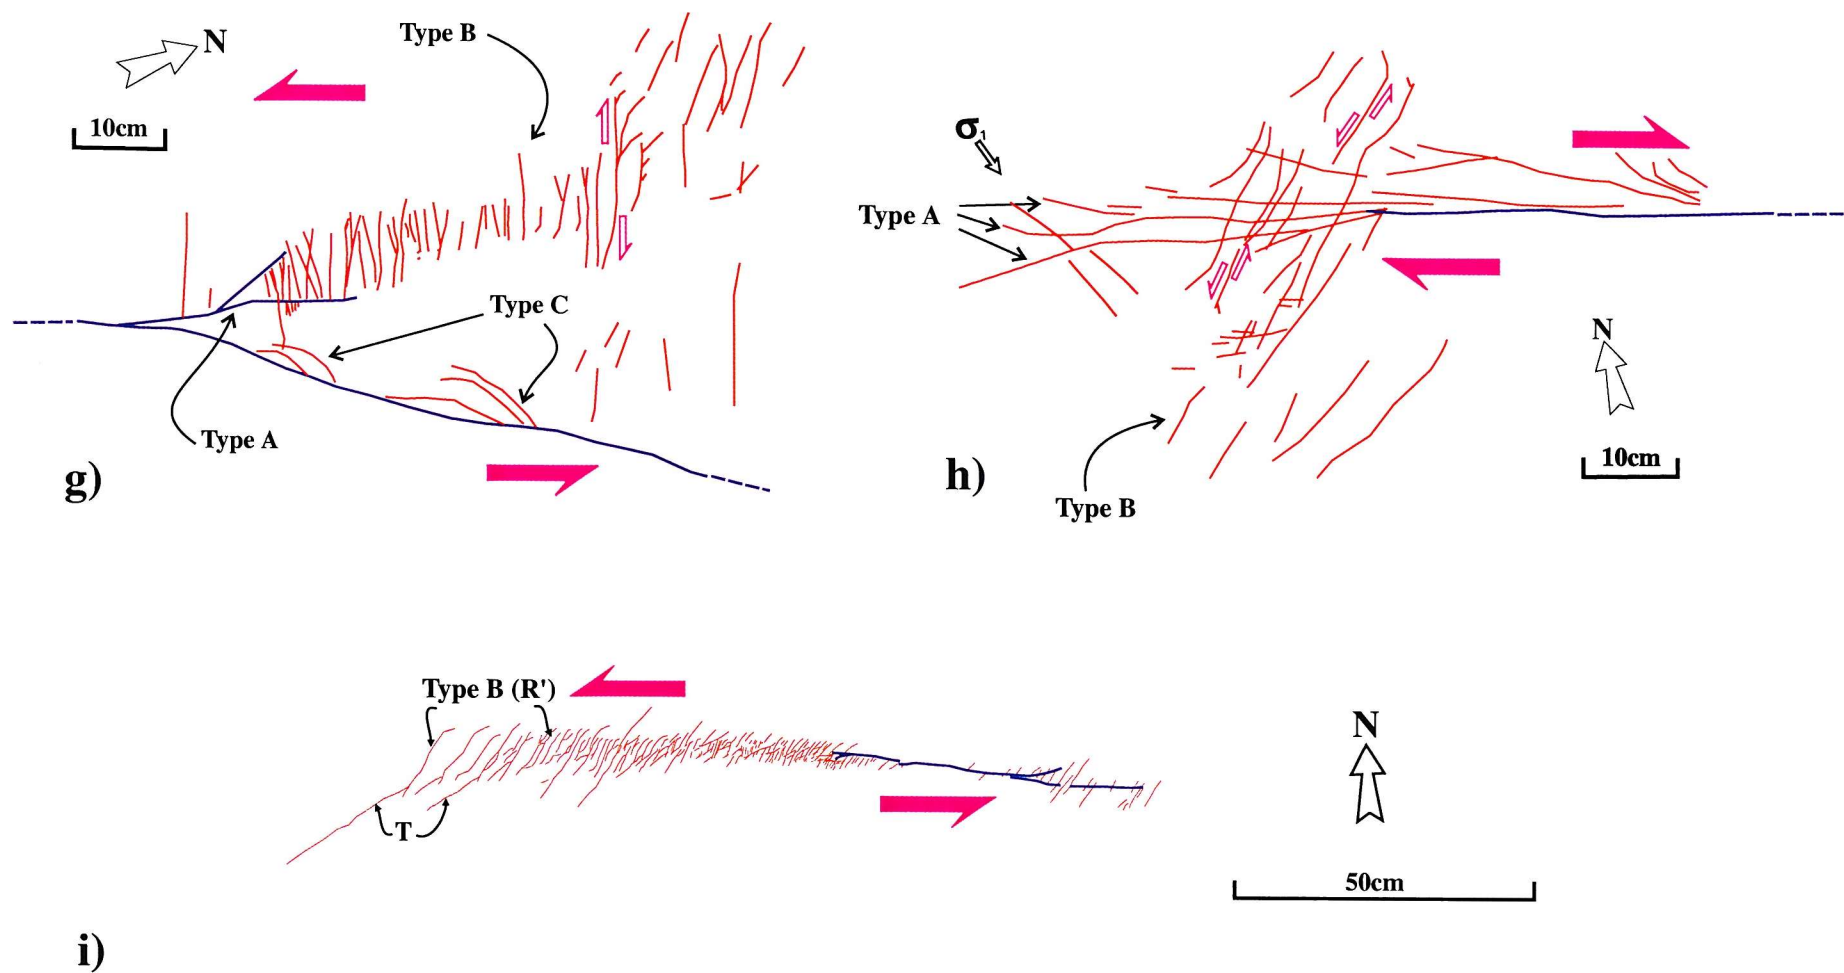 N
Type B
10cm
Type C
Type A
g)
σ1
Type A
N
10cm
Type B
h)
Type B (R')
T
N
50cm
i)